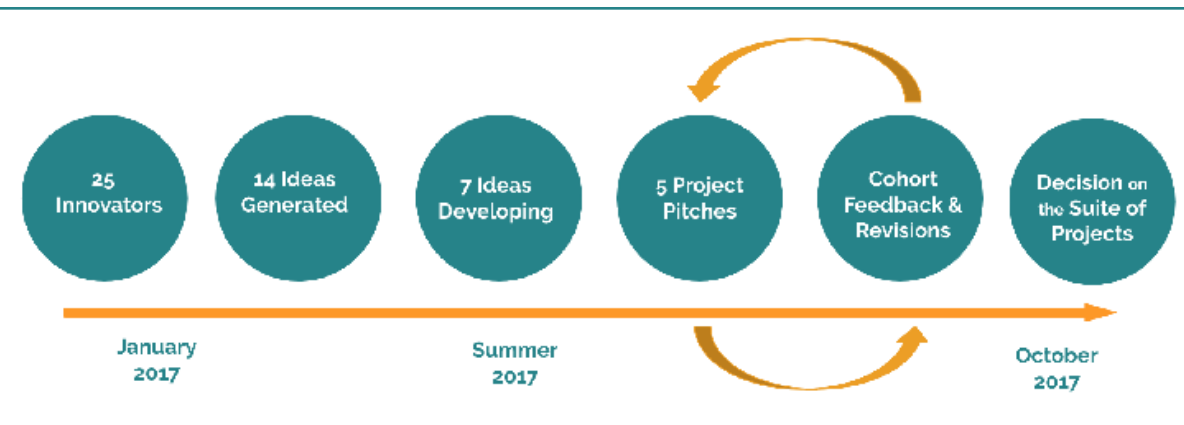 25
Innovators
14 Ideas
Generated
7 Ideas
Developing
5 Project
Pitches
Cohort
Feedback &
Revisions
Decision on
the Suite of
Projects
January
2017
Summer
2017
October
2017